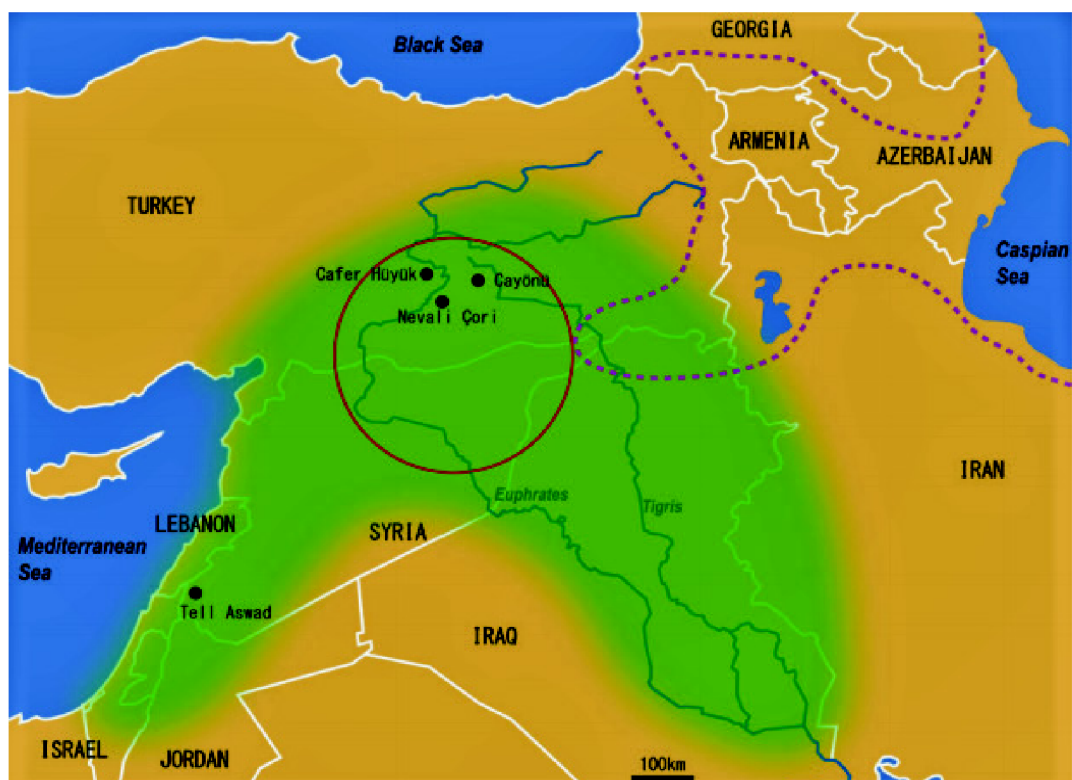 GEORGIA
Black Sea
ARMENIA
AZERBAIJAN
TURKEY
Caspian
Sea
Cafer Hüyük
Cayönü
Nevali Çori
IRAN
Euphrates
Tigris
LEBANON
SYRIA
Mediterranean
Sea
Tell Aswad
IRAQ
ISRAEL
JORDAN
100km